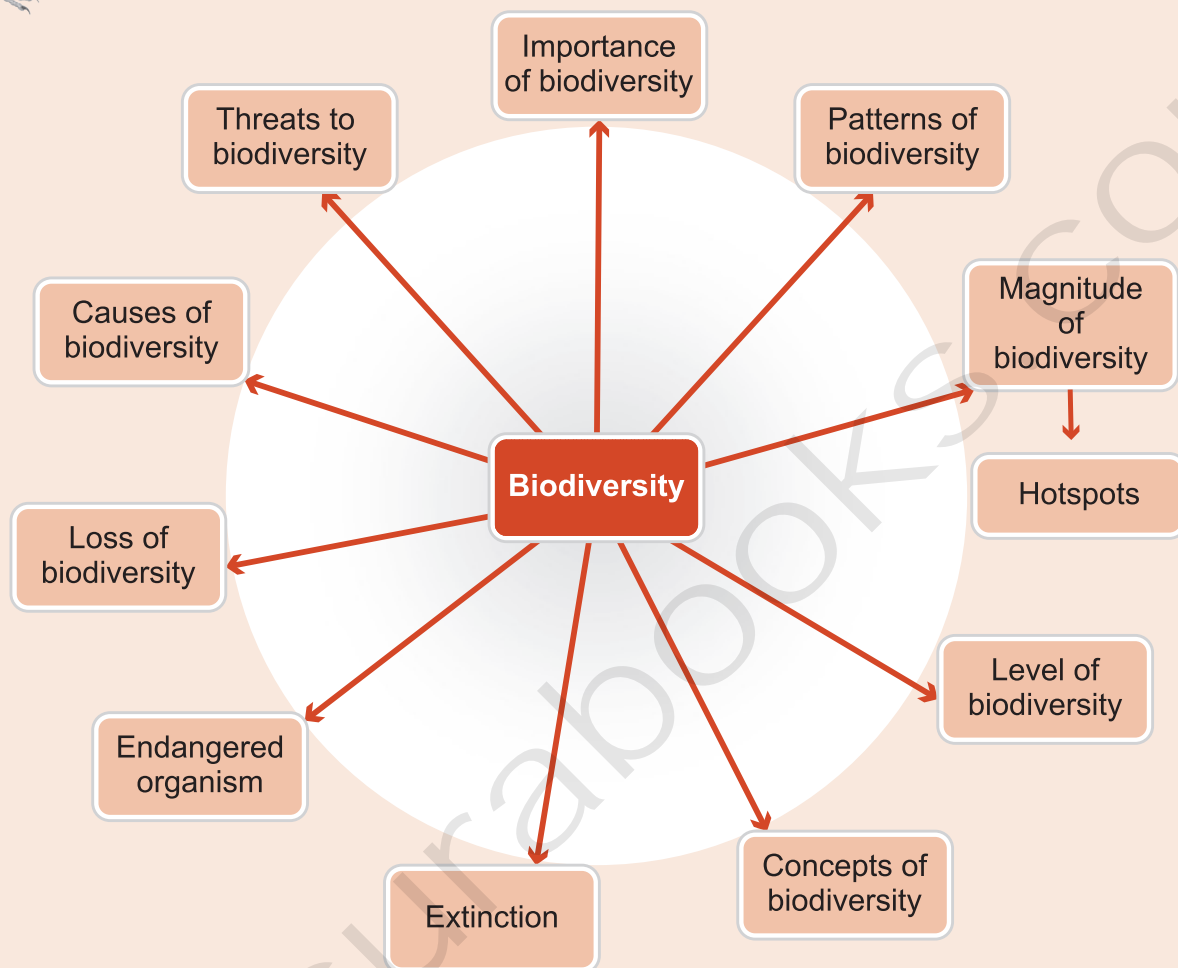 Importance
of biodiversity
Threats to
biodiversity
Patterns of
biodiversity
Causes of
biodiversity
Magnitude
of
biodiversity
Biodiversity
Hotspots
Loss of
biodiversity
Level of
biodiversity
Endangered
organism
Concepts of
biodiversity
Extinction